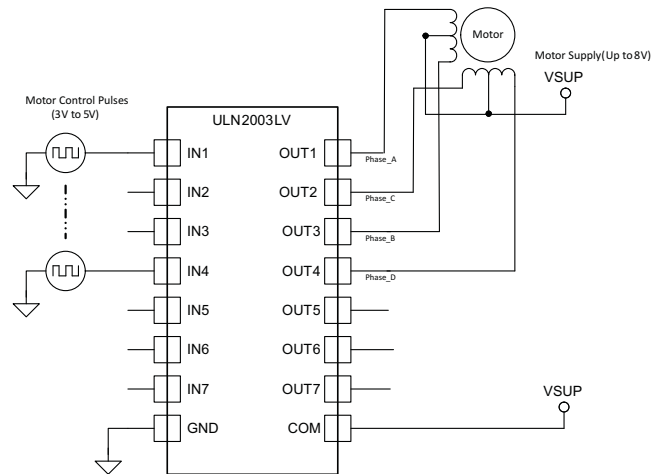 Motor
Motor Supply(Up to 8V)
VSUP
Motor Control Pulses
(3V to 5V)
ULN2003LV
IN1
OUT1
Phase_A
IN2
OUT2
Phase_C
IN3
OUT3
Phase_B
IN4
OUT4
Phase_D
IN5
OUT5
IN6
OUT6
IN7
OUT7
VSUP
GND
COM